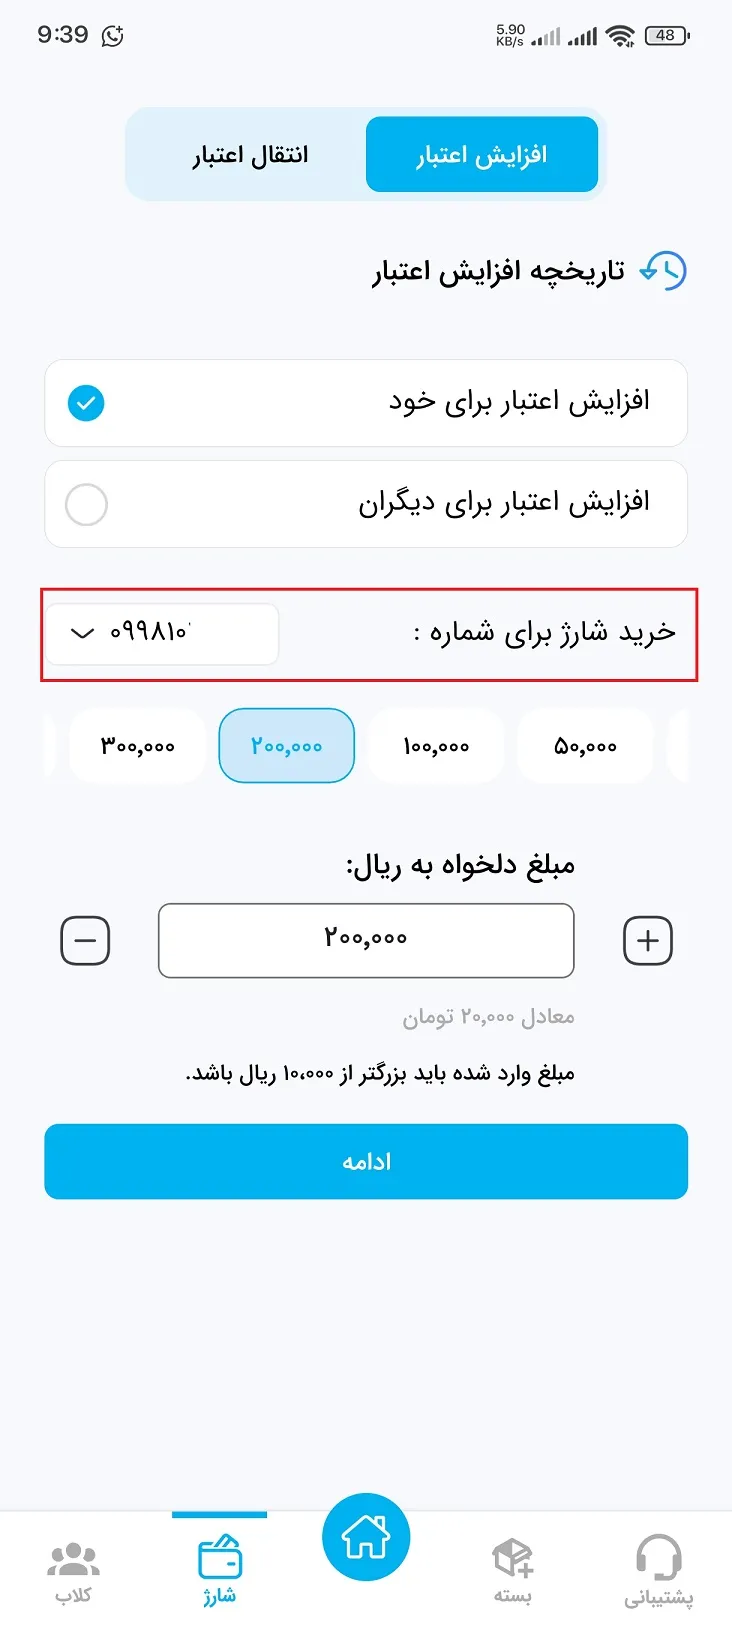 9:39 5.90 KB/s 48
افزایش اعتبار انتقال اعتبار
تاریخچه افزایش اعتبار
افزایش اعتبار برای خود
افزایش اعتبار برای دیگران
خرید شارژ برای شماره : ۰۹۹۸۱۰
۵۰,۰۰۰ ۱۰۰,۰۰۰ ۲۰۰,۰۰۰ ۳۰۰,۰۰۰
مبلغ دلخواه به ریال:
۲۰۰,۰۰۰
معادل ۲۰,۰۰۰ تومان
مبلغ وارد شده باید بزرگتر از ۱۰،۰۰۰ ریال باشد.
ادامه
پشتیبانی بسته شارژ کلاب